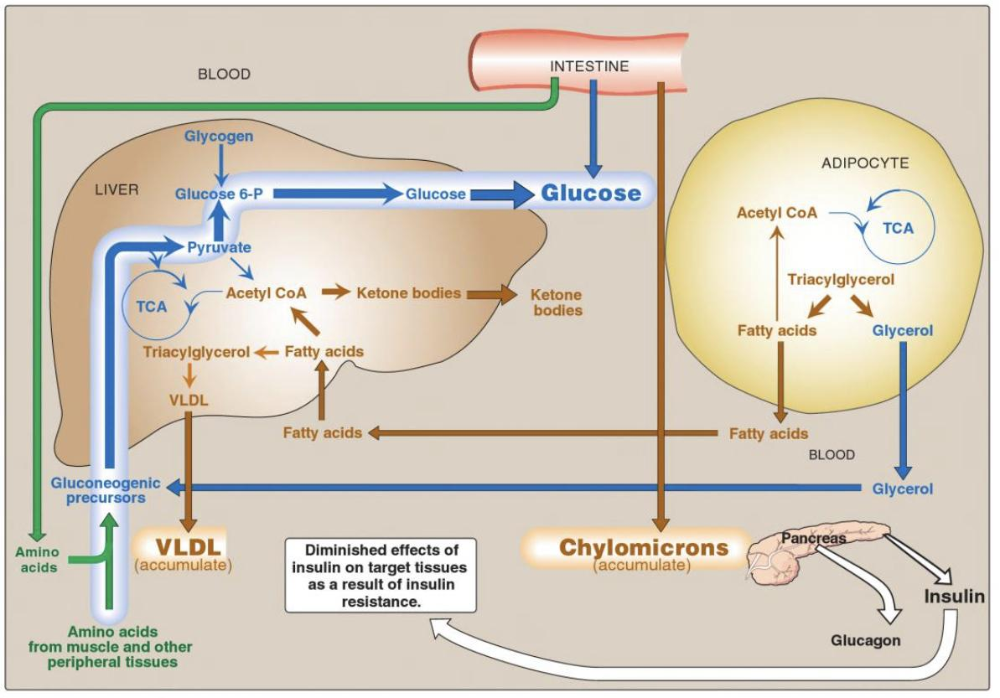 INTESTINE
BLOOD
Glycogen
ADIPOCYTE
LIVER
Glucose 6-P
Glucose
Glucose
Acetyl CoA
TCA
Pyruvate
Triacylglycerol
Acetyl CoA
Ketone bodies
Ketone
bodies
TCA
Fatty acids
Glycerol
Triacylglycerol
Fatty acids
VLDL
Fatty acids
Fatty acids
BLOOD
Gluconeogenic
precursors
Glycerol
Amino
acids
VLDL
(accumulate)
Diminished effects of
insulin on target tissues
as a result of insulin
resistance.
Chylomicrons
(accumulate)
Pancreas
Insulin
Glucagon
Amino acids
from muscle and other
peripheral tissues